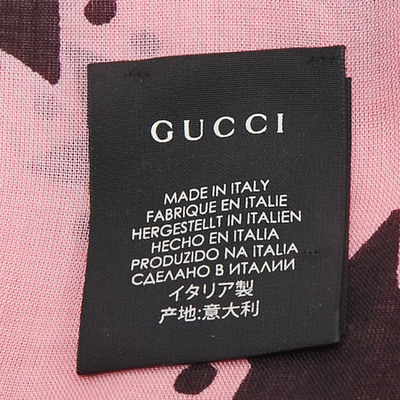 GUCCI
MADE IN ITALY
FABRIQUE EN ITALIE
HERGESTELLT IN ITALIEN
HECHO EN ITALIA
PRODUZIDO NA ITALIA
СДЕЛАНО В ИТАЛИИ
イタリア製
产地:意大利